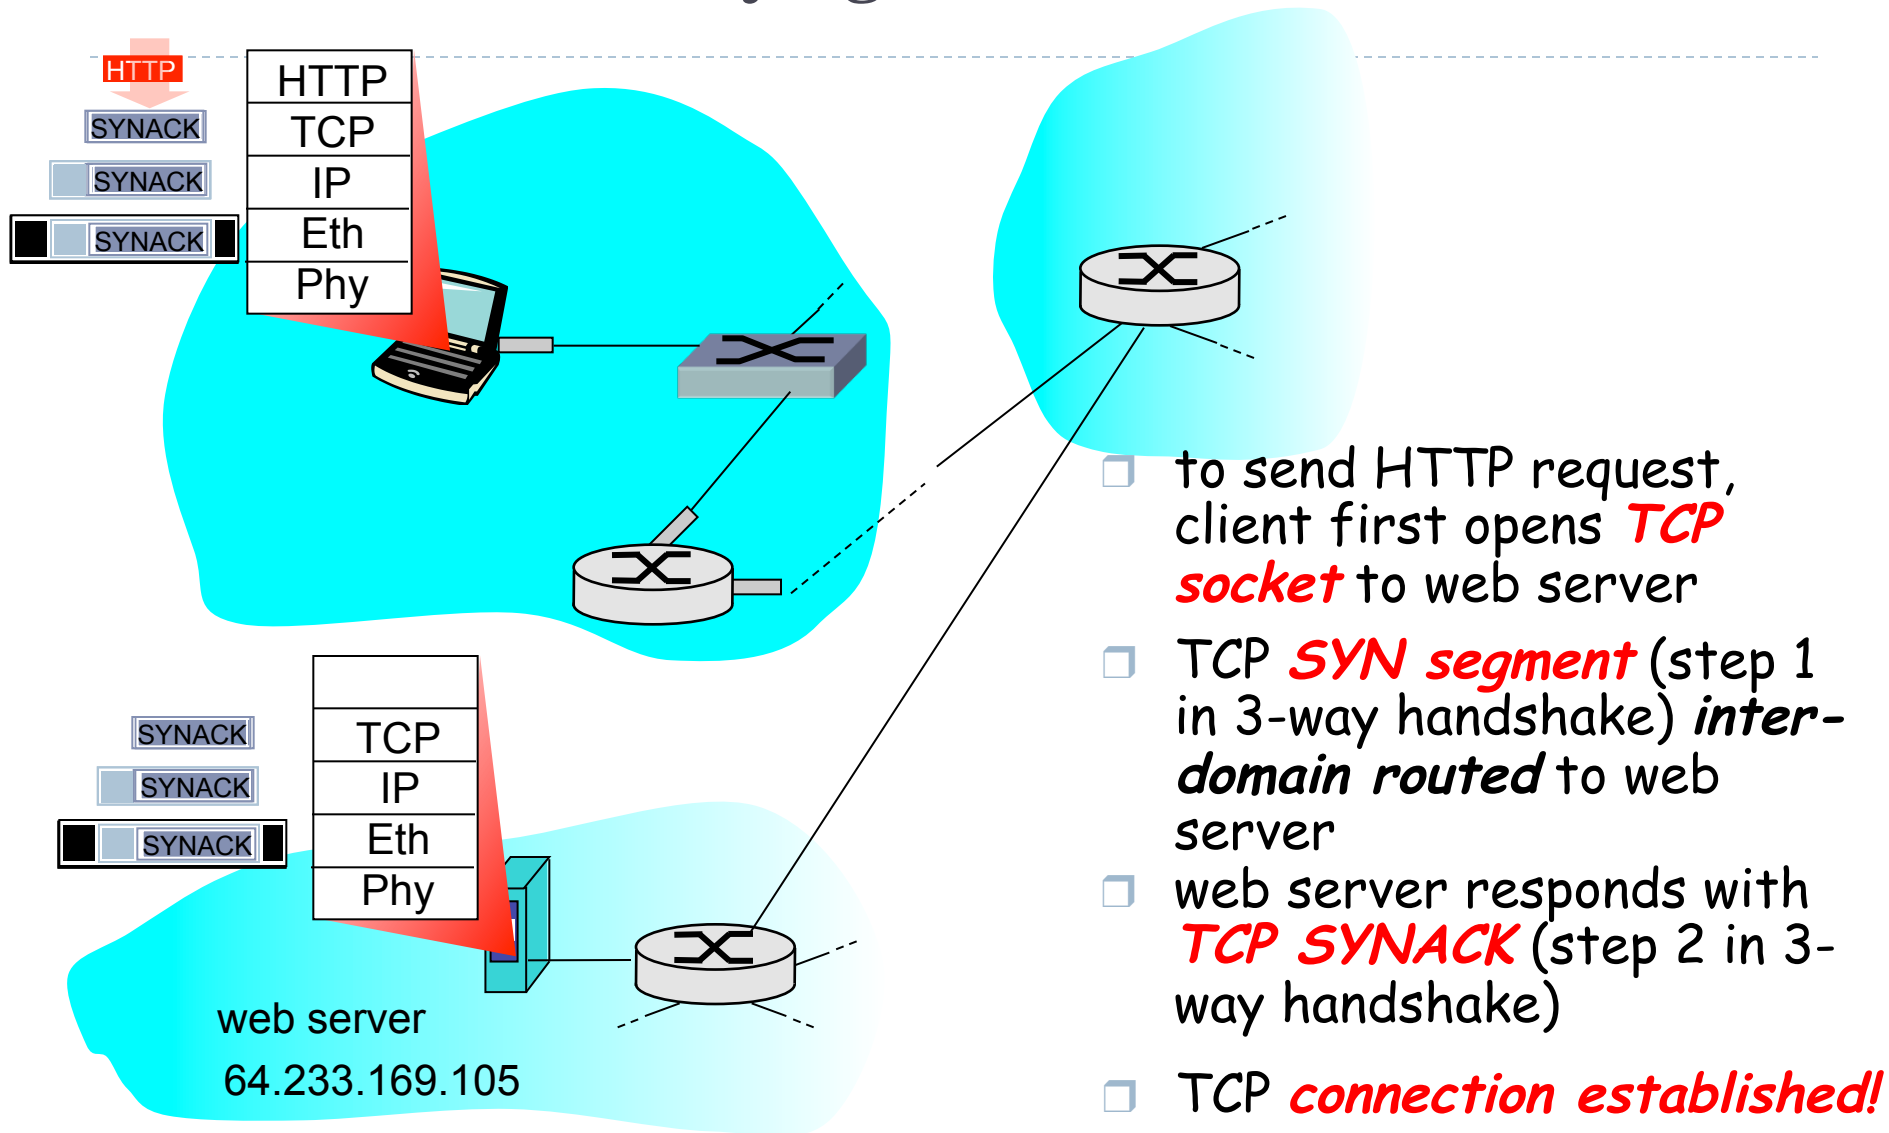 HTTP
SYNACK
SYNACK
SYNACK
HTTP
TCP
IP
Eth
Phy
to send HTTP request,
client first opens TCP
socket to web server
TCP SYN segment (step 1
in 3-way handshake) inter-
domain routed to web
server
web server responds with
TCP SYNACK (step 2 in 3-
way handshake)
TCP connection established!
SYNACK
SYNACK
SYNACK
TCP
IP
Eth
Phy
web server
64.233.169.105